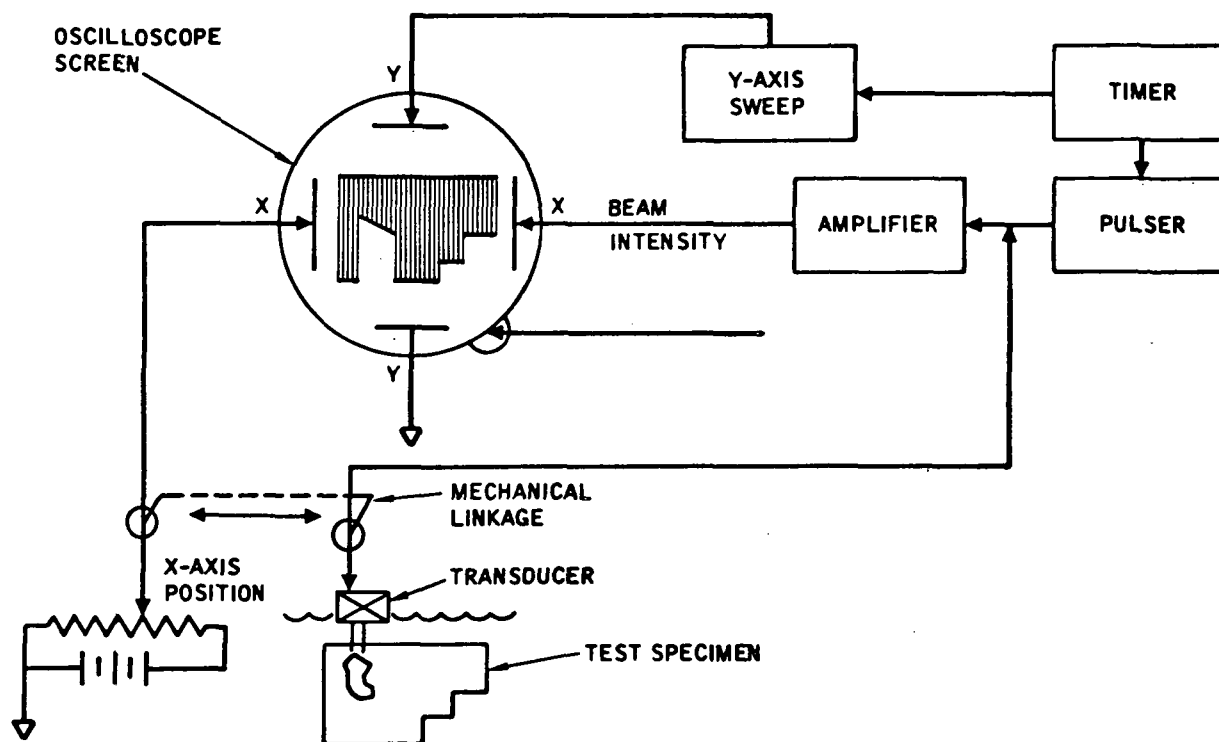 OSCILLOSCOPE
SCREEN
Y
Y-AXIS
SWEEP
TIMER
X
X
BEAM
INTENSITY
AMPLIFIER
PULSER
Y
MECHANICAL
LINKAGE
X-AXIS
POSITION
TRANSDUCER
TEST SPECIMEN